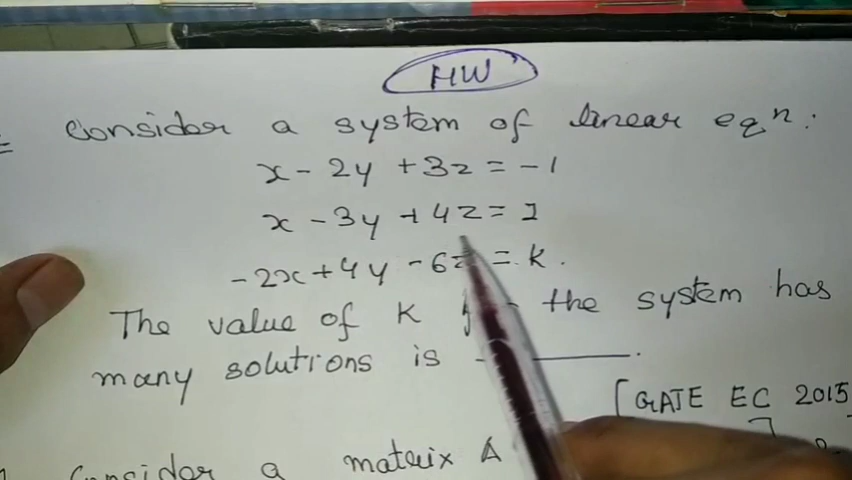 HW
Consider a system of linear eqn:
x - 2y + 3z = -1
x - 3y + 4z = 1
-2x + 4y - 6z = k.
The value of K the system has
many solutions is ______.
[GATE EC 2015
]
Consider a matrix A